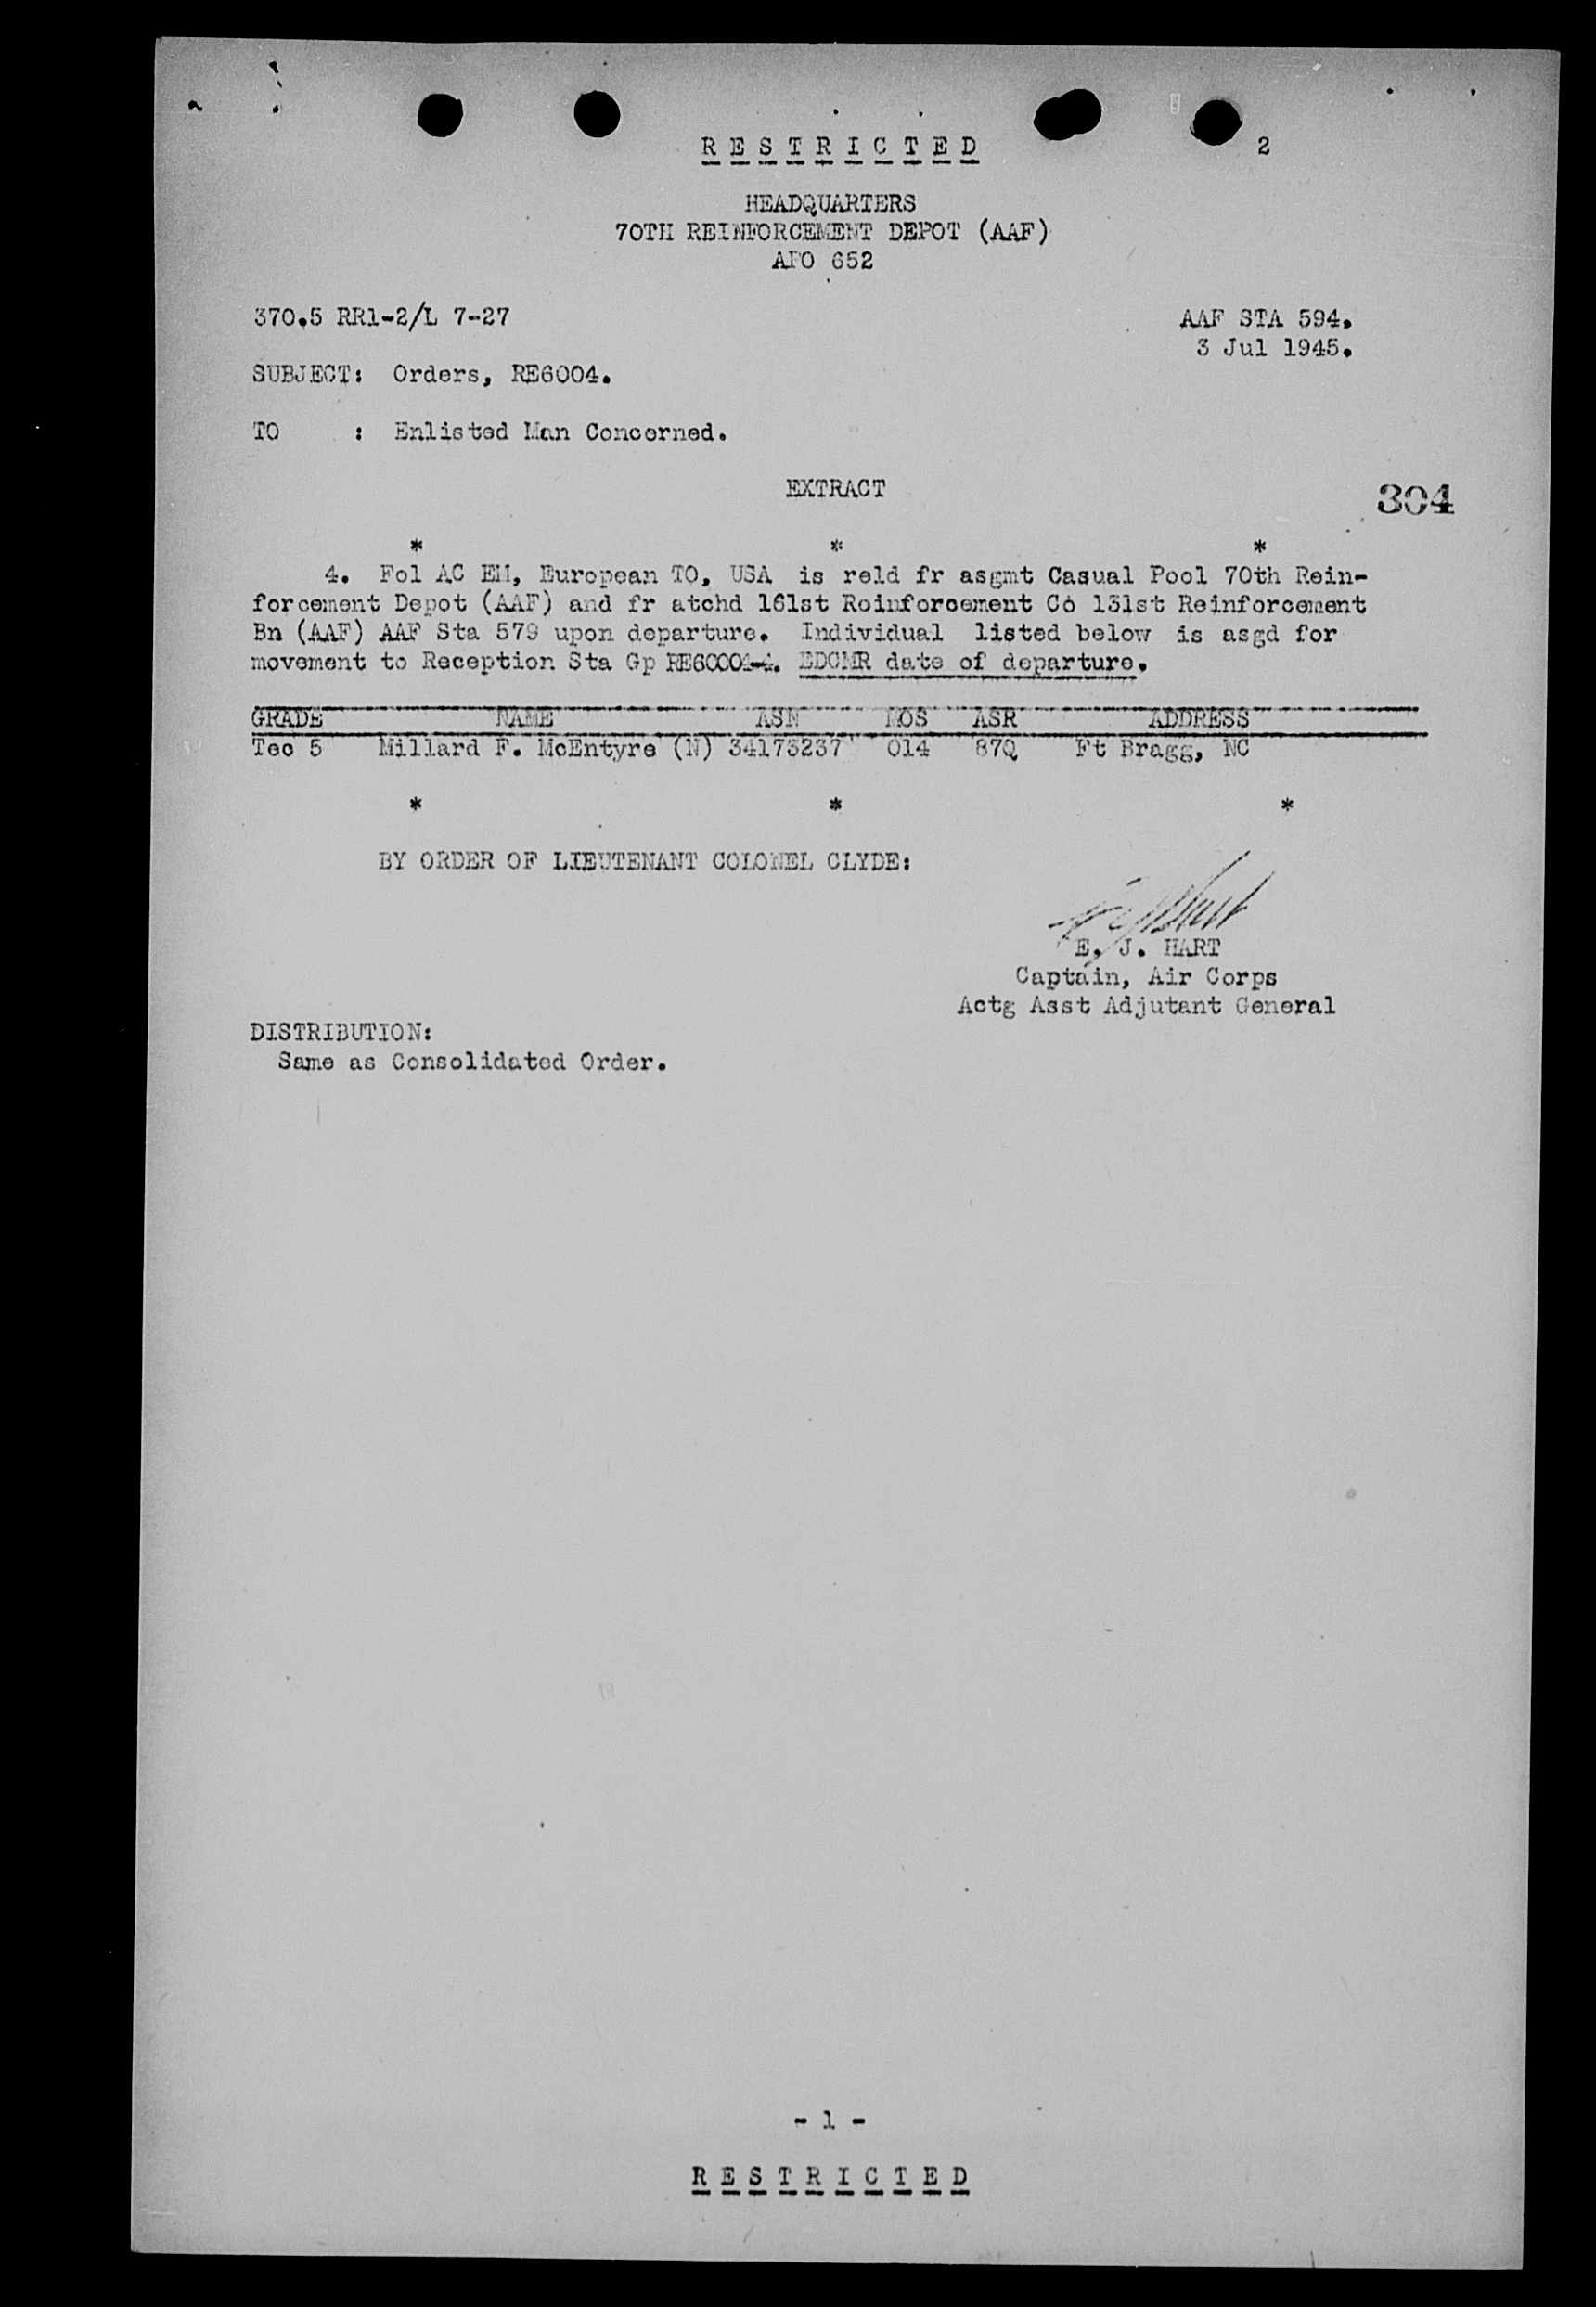 R E S T R I C T E D 2
HEADQUARTERS
70TH REINFORCEMENT DEPOT (AAF)
APO 652
370.5 RR1-2/L 7-27 AAF STA 594.
3 Jul 1945.
SUBJECT: Orders, RE6004.
TO : Enlisted Man Concerned.
EXTRACT
304
* * *
4. Fol AC EM, European TO, USA is reld fr asgmt Casual Pool 70th Rein-
forcement Depot (AAF) and fr atchd 161st Reinforcement Co 131st Reinforcement
Bn (AAF) AAF Sta 579 upon departure. Individual listed below is asgd for
movement to Reception Sta Gp EDCMR date of departure.
GRADE NAME ASN MOS ASR ADDRESS
Tec 5 Millard F. McEntyre (N) 34173237 014 87Q Ft Bragg, NC
* * *
BY ORDER OF LIEUTENANT COLONEL CLYDE:
E. J. HART
Captain, Air Corps
Actg Asst Adjutant General
DISTRIBUTION:
Same as Consolidated Order.
- 1 -
R E S T R I C T E D